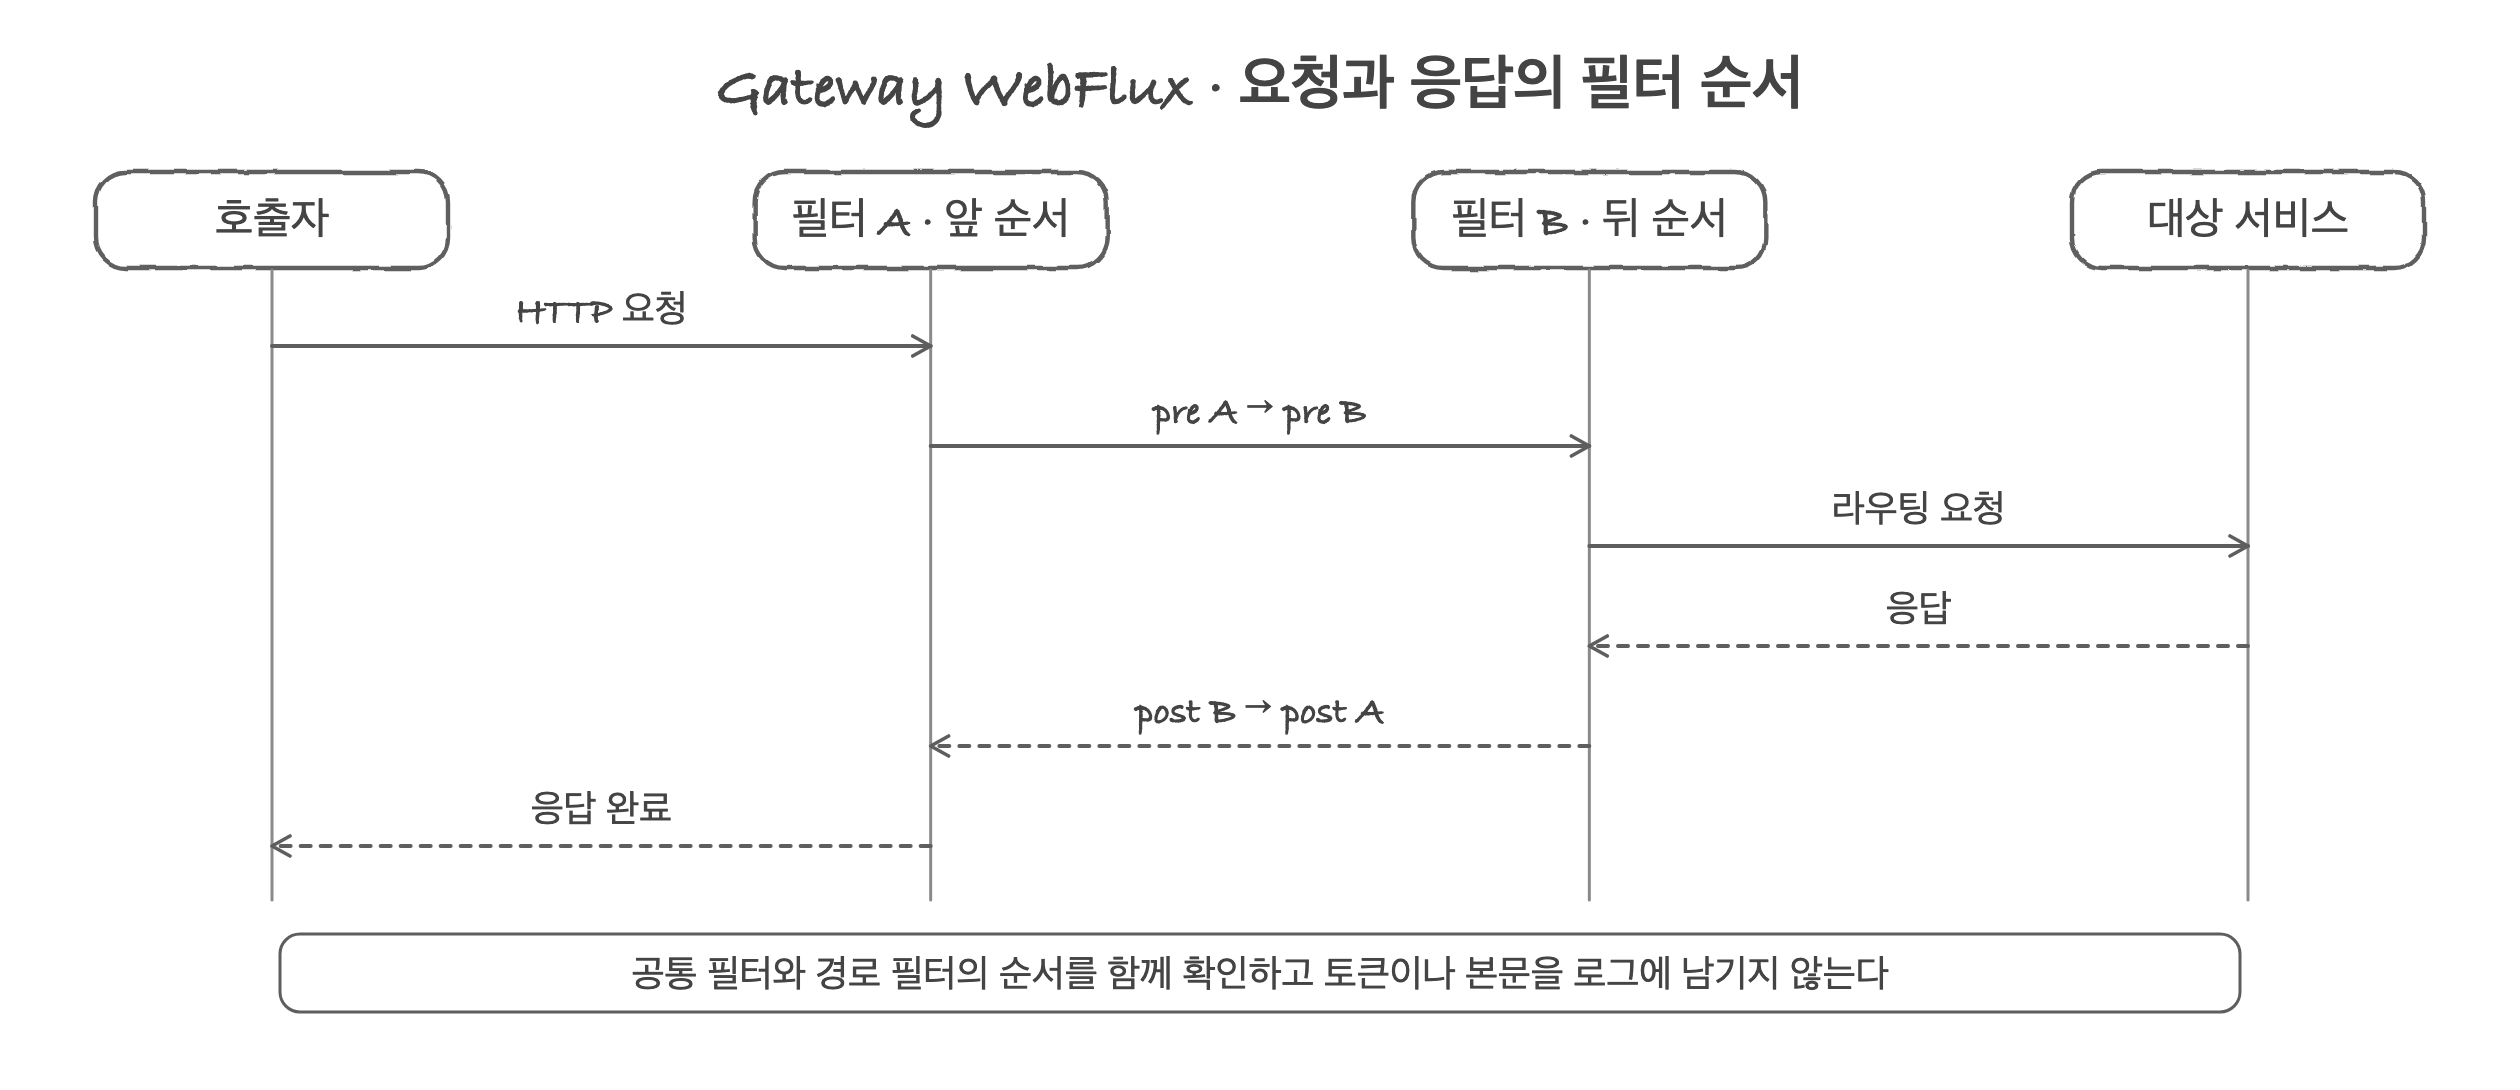 Gateway WebFlux · 요청과 응답의 필터 순서
호출자
필터 A · 앞 순서
필터 B · 뒤 순서
대상 서비스
HTTP 요청
pre A → pre B
라우팅 요청
응답
post B → post A
응답 완료
공통 필터와 경로 필터의 순서를 함께 확인하고 토큰이나 본문을 로그에 남기지 않는다